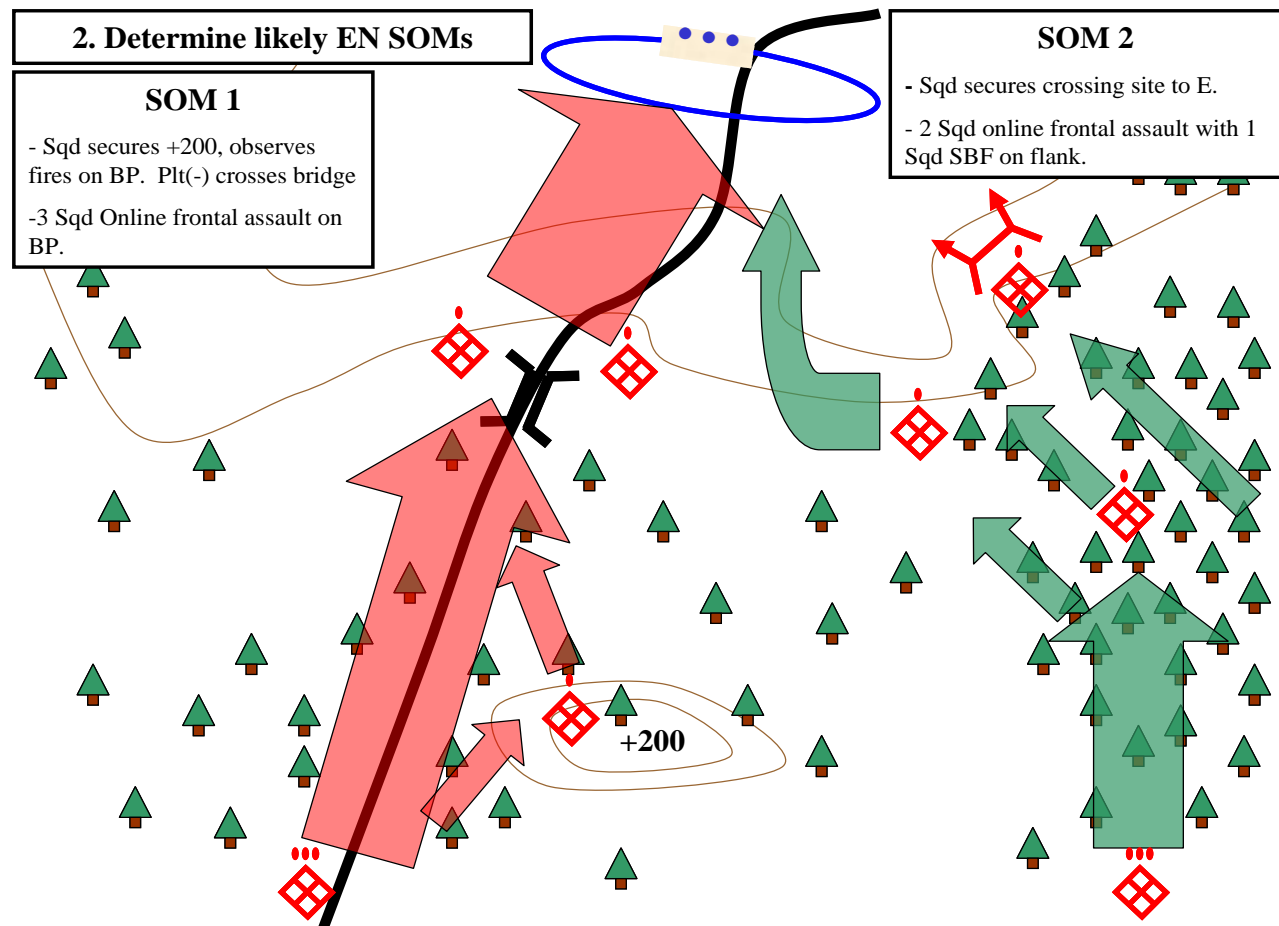 2. Determine likely EN SOMs
SOM 1
- Sqd secures +200, observes
fires on BP.  Plt(-) crosses bridge
-3 Sqd Online frontal assault on
BP.
SOM 2
- Sqd secures crossing site to E.
- 2 Sqd online frontal assault with 1
Sqd SBF on flank.
+200